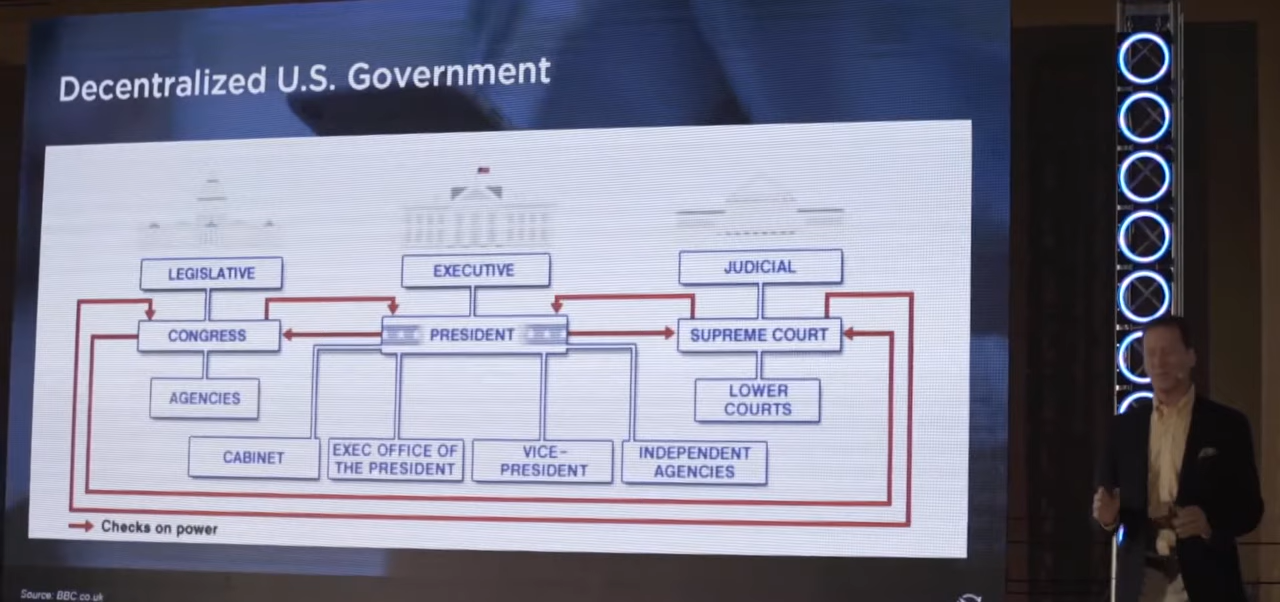 Decentralized U.S. Government
LEGISLATIVE
EXECUTIVE
JUDICIAL
CONGRESS
PRESIDENT
SUPREME COURT
AGENCIES
LOWER
COURTS
CABINET
EXEC OFFICE OF
THE PRESIDENT
VICE-
PRESIDENT
INDEPENDENT
AGENCIES
Checks on power
Source: BBC.co.uk